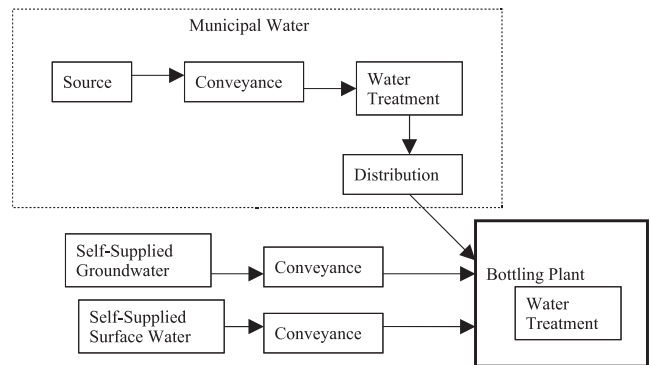 Municipal Water
Source
Conveyance
Water
Treatment
Distribution
Self-Supplied
Groundwater
Conveyance
Self-Supplied
Surface Water
Conveyance
Bottling Plant
Water
Treatment